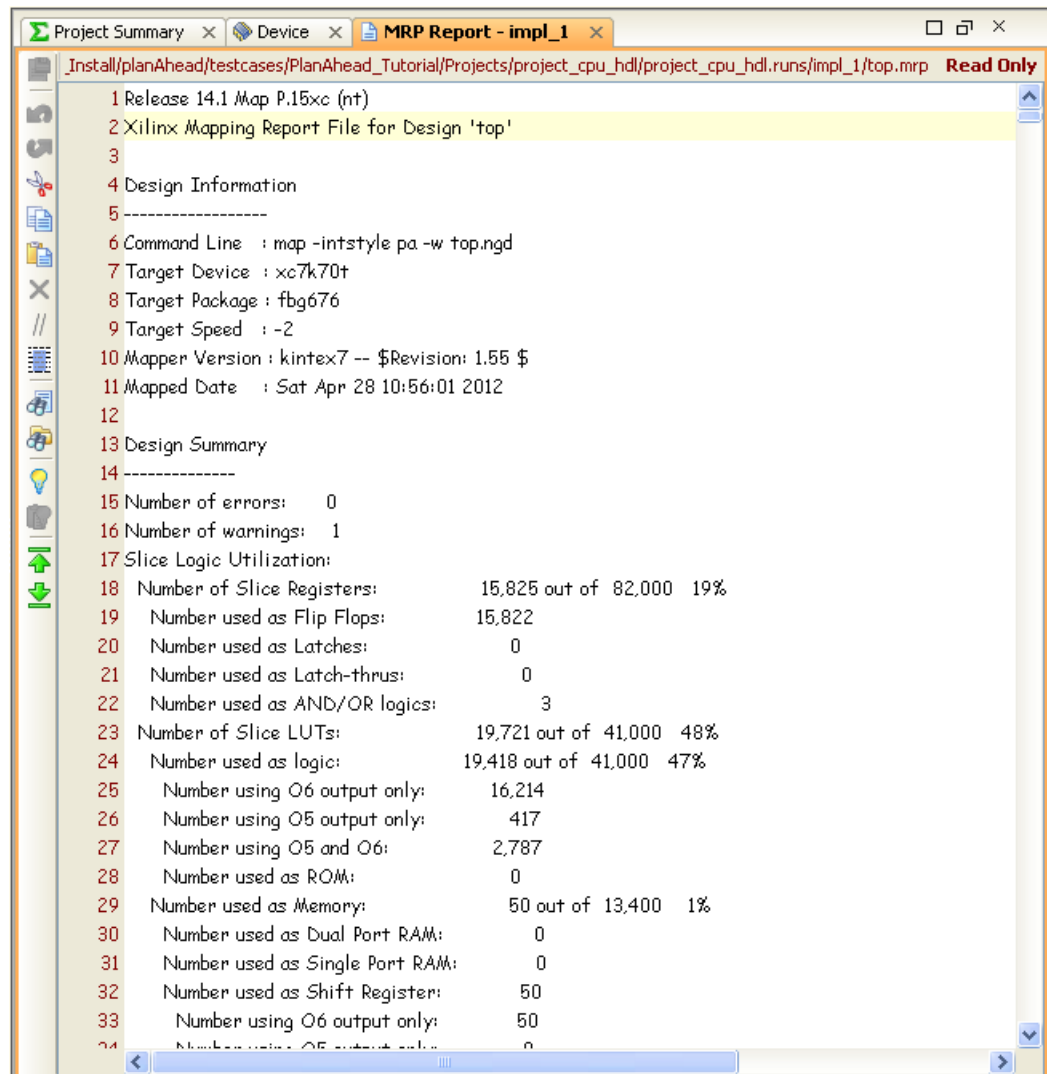 Project Summary Device MRP Report - impl_1
_Install/planAhead/testcases/PlanAhead_Tutorial/Projects/project_cpu_hdl/project_cpu_hdl.runs/impl_1/top.mrp Read Only
1 Release 14.1 Map P.15xc (nt)
2 Xilinx Mapping Report File for Design 'top'
3
4 Design Information
5 ------------------
6 Command Line : map -intstyle pa -w top.ngd
7 Target Device : xc7k70t
8 Target Package : fbg676
9 Target Speed : -2
10 Mapper Version : kintex7 -- $Revision: 1.55 $
11 Mapped Date : Sat Apr 28 10:56:01 2012
12
13 Design Summary
14 --------------
15 Number of errors: 0
16 Number of warnings: 1
17 Slice Logic Utilization:
18 Number of Slice Registers: 15,825 out of 82,000 19%
19 Number used as Flip Flops: 15,822
20 Number used as Latches: 0
21 Number used as Latch-thrus: 0
22 Number used as AND/OR logics: 3
23 Number of Slice LUTs: 19,721 out of 41,000 48%
24 Number used as logic: 19,418 out of 41,000 47%
25 Number using O6 output only: 16,214
26 Number using O5 output only: 417
27 Number using O5 and O6: 2,787
28 Number used as ROM: 0
29 Number used as Memory: 50 out of 13,400 1%
30 Number used as Dual Port RAM: 0
31 Number used as Single Port RAM: 0
32 Number used as Shift Register: 50
33 Number using O6 output only: 50
34 Number using O5 output only: 0